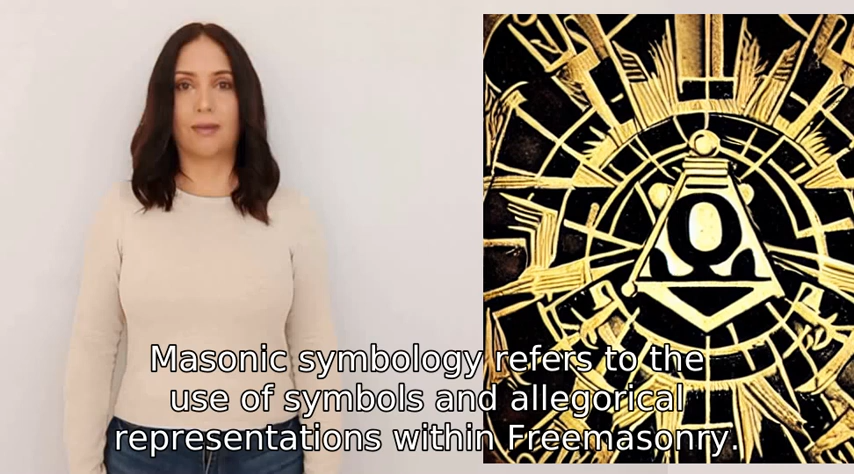 Masonic symbology refers to the
use of symbols and allegorical
representations within Freemasonry.